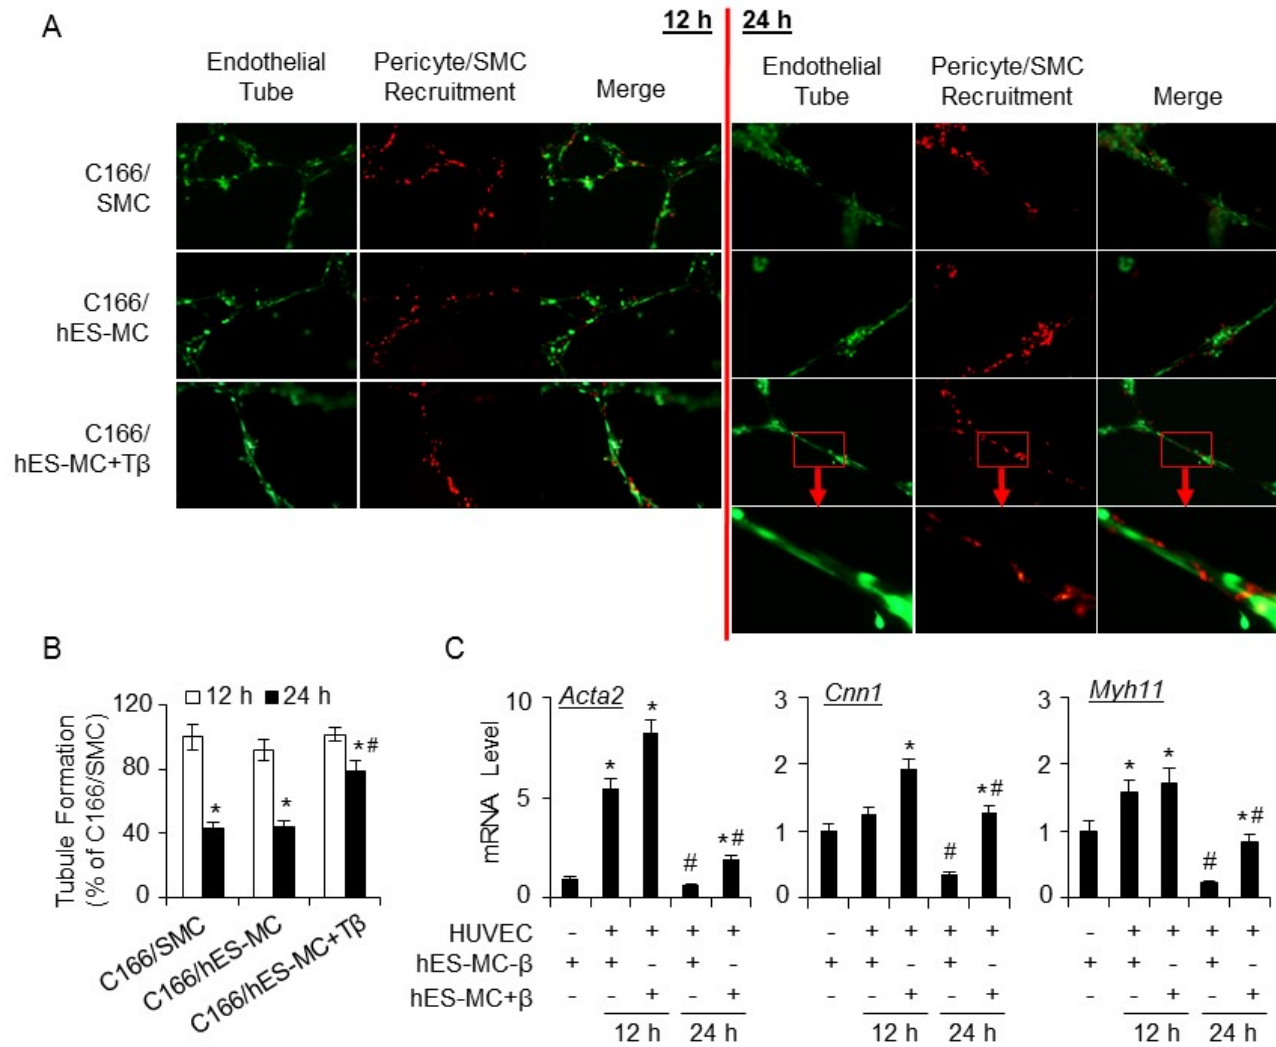 A
12 h
24 h
Endothelial
Tube
Pericyte/SMC
Recruitment
Merge
Endothelial
Tube
Pericyte/SMC
Recruitment
Merge
C166/
SMC
C166/
hES-MC
C166/
hES-MC+Tβ
B
12 h
24 h
Tubule Formation
(% of C166/SMC)
120
80
40
0
*
*
*#
C166/SMC
C166/hES-MC
C166/hES-MC+Tβ
C
mRNA Level
Acta2
10
5
0
*
*
#
*#
Cnn1
3
2
1
0
*
#
*#
Myh11
3
2
1
0
*
*
#
*#
HUVEC - + + + + - + + + + - + + + +
hES-MC-β + + - + - + + - + - + + - + -
hES-MC+β - - + - + - - + - + - - + - +
12 h 24 h 12 h 24 h 12 h 24 h